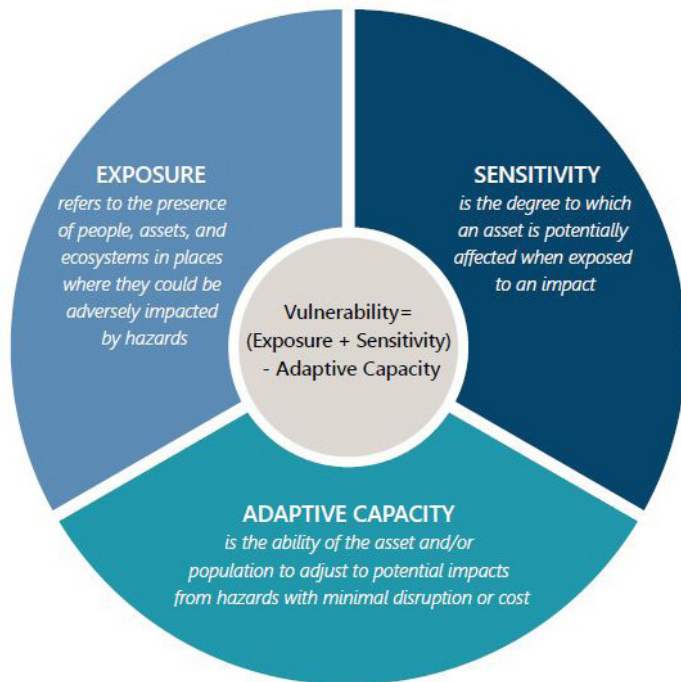 EXPOSURE
refers to the presence
of people, assets, and
ecosystems in places
where they could be
adversely impacted
by hazards
SENSITIVITY
is the degree to which
an asset is potentially
affected when exposed
to an impact
Vulnerability=
(Exposure + Sensitivity)
- Adaptive Capacity
ADAPTIVE CAPACITY
is the ability of the asset and/or
population to adjust to potential impacts
from hazards with minimal disruption or cost